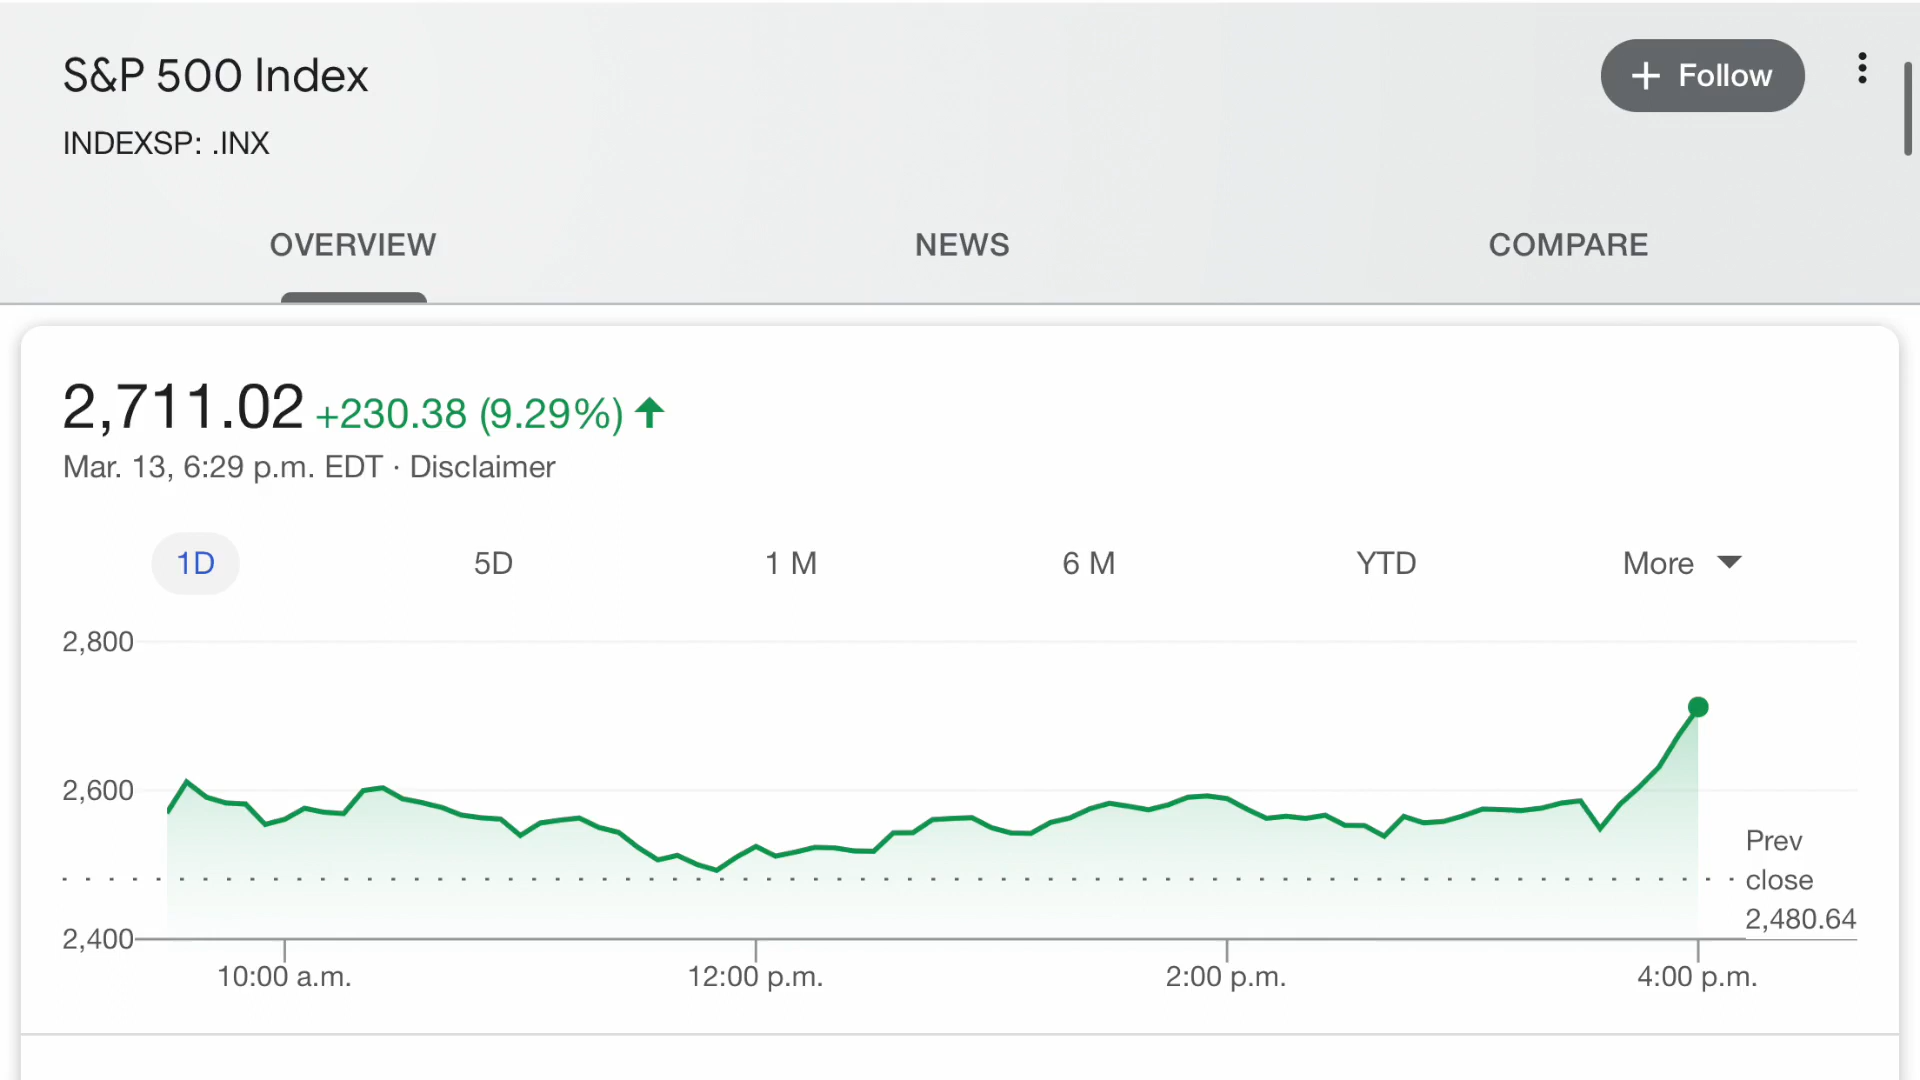 S&P 500 Index
+ Follow
INDEXSP: .INX
OVERVIEW
NEWS
COMPARE
2,711.02 +230.38 (9.29%)
Mar. 13, 6:29 p.m. EDT · Disclaimer
1D
5D
1 M
6 M
YTD
More
2,800
2,600
2,400
Prev
close
2,480.64
10:00 a.m.
12:00 p.m.
2:00 p.m.
4:00 p.m.